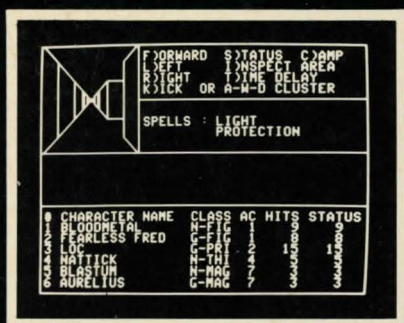 F)ORWARD S)TATUS C)AMP
L)EFT I)NSPECT AREA
R)IGHT T)IME DELAY
K)ICK OR A-W-D CLUSTER
SPELLS : LIGHT
PROTECTION
# CHARACTER NAME CLASS AC HITS STATUS
1 BLOODMETAL N-FIG 1 9 9
2 FEARLESS FRED G-FIG 1 8 8
3 LOC G-PRI 2 15 15
4 NATTICK N-THI 4 5 5
5 BLASTUM N-MAG 7 3 3
6 AURELIUS G-MAG 7 3 3